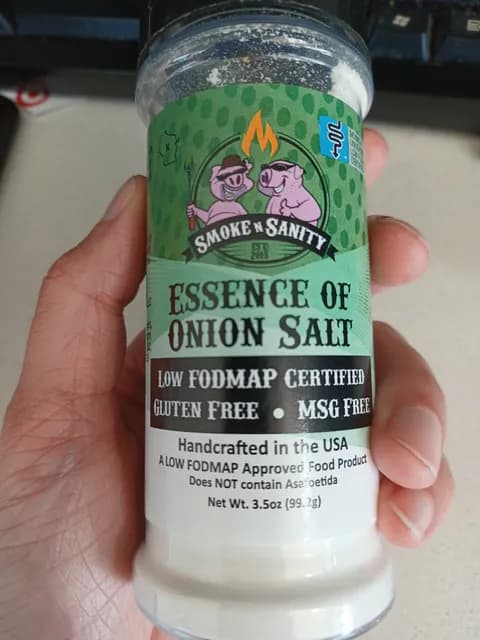 K
SMOKE N SANITY
EST'D
2015
ESSENCE OF
ONION SALT
LOW FODMAP CERTIFIED
GLUTEN FREE • MSG FREE
Handcrafted in the USA
A LOW FODMAP Approved Food Product
Does NOT contain Asafoetida
Net Wt. 3.5oz (99.2g)